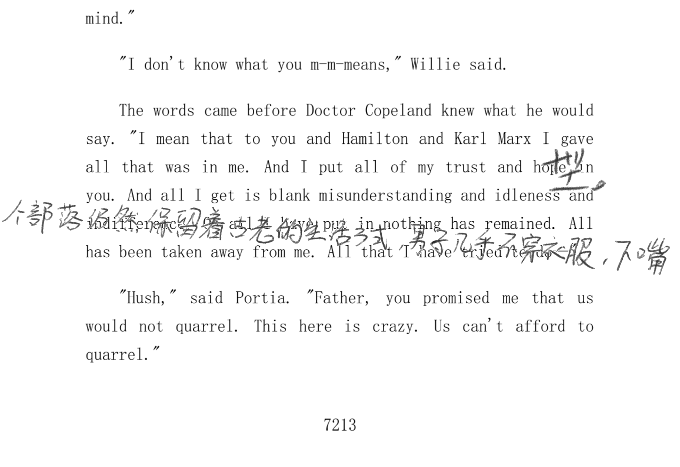 mind."
"I don't know what you m-m-means," Willie said.
The words came before Doctor Copeland knew what he would
say. "I mean that to you and Hamilton and Karl Marx I gave
all that was in me. And I put all of my trust and hope in
型。
you. And all I get is blank misunderstanding and idleness and
个部落仍然保留着古老的生活方式,男子几乎不穿衣服,下嘴
indifference. all I have put in nothing has remained. All
has been taken away from me. All that I have tried to do
"Hush," said Portia. "Father, you promised me that us
would not quarrel. This here is crazy. Us can't afford to
quarrel."
7213